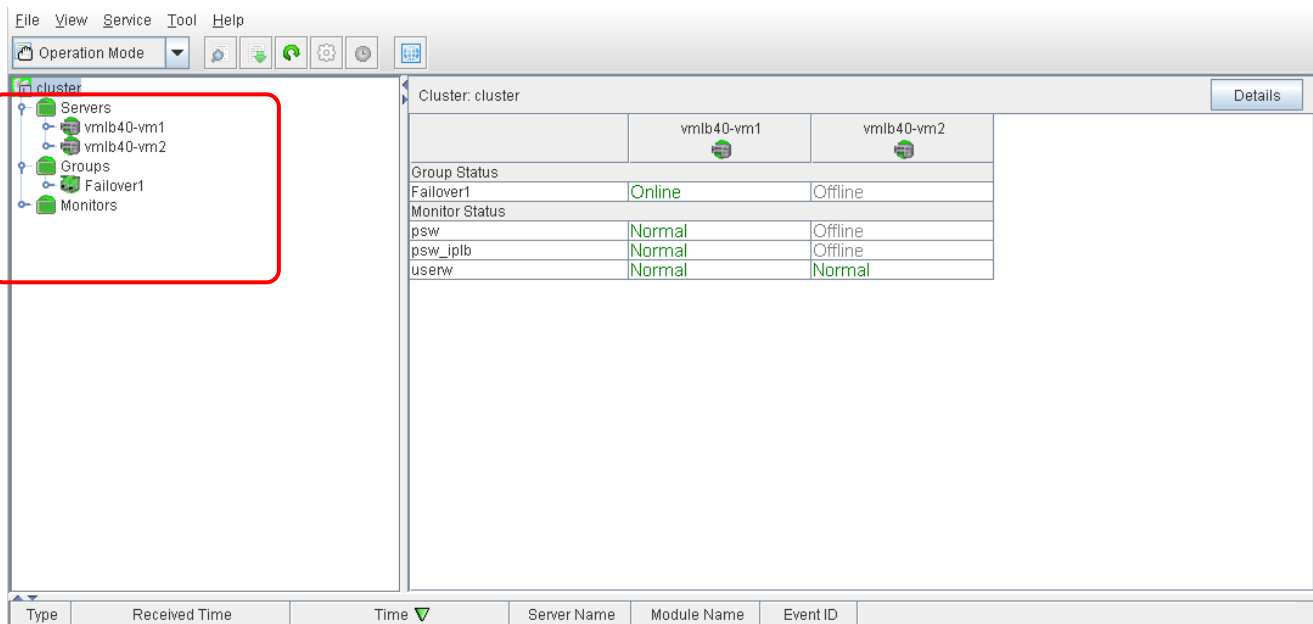 File View Service Tool Help
Operation Mode
cluster
Servers
vmlb40-vm1
vmlb40-vm2
Groups
Failover1
Monitors
Cluster: cluster Details
vmlb40-vm1 vmlb40-vm2
Group Status
Failover1 Online Offline
Monitor Status
psw Normal Offline
psw_iplb Normal Offline
userw Normal Normal
Type Received Time Time Server Name Module Name Event ID